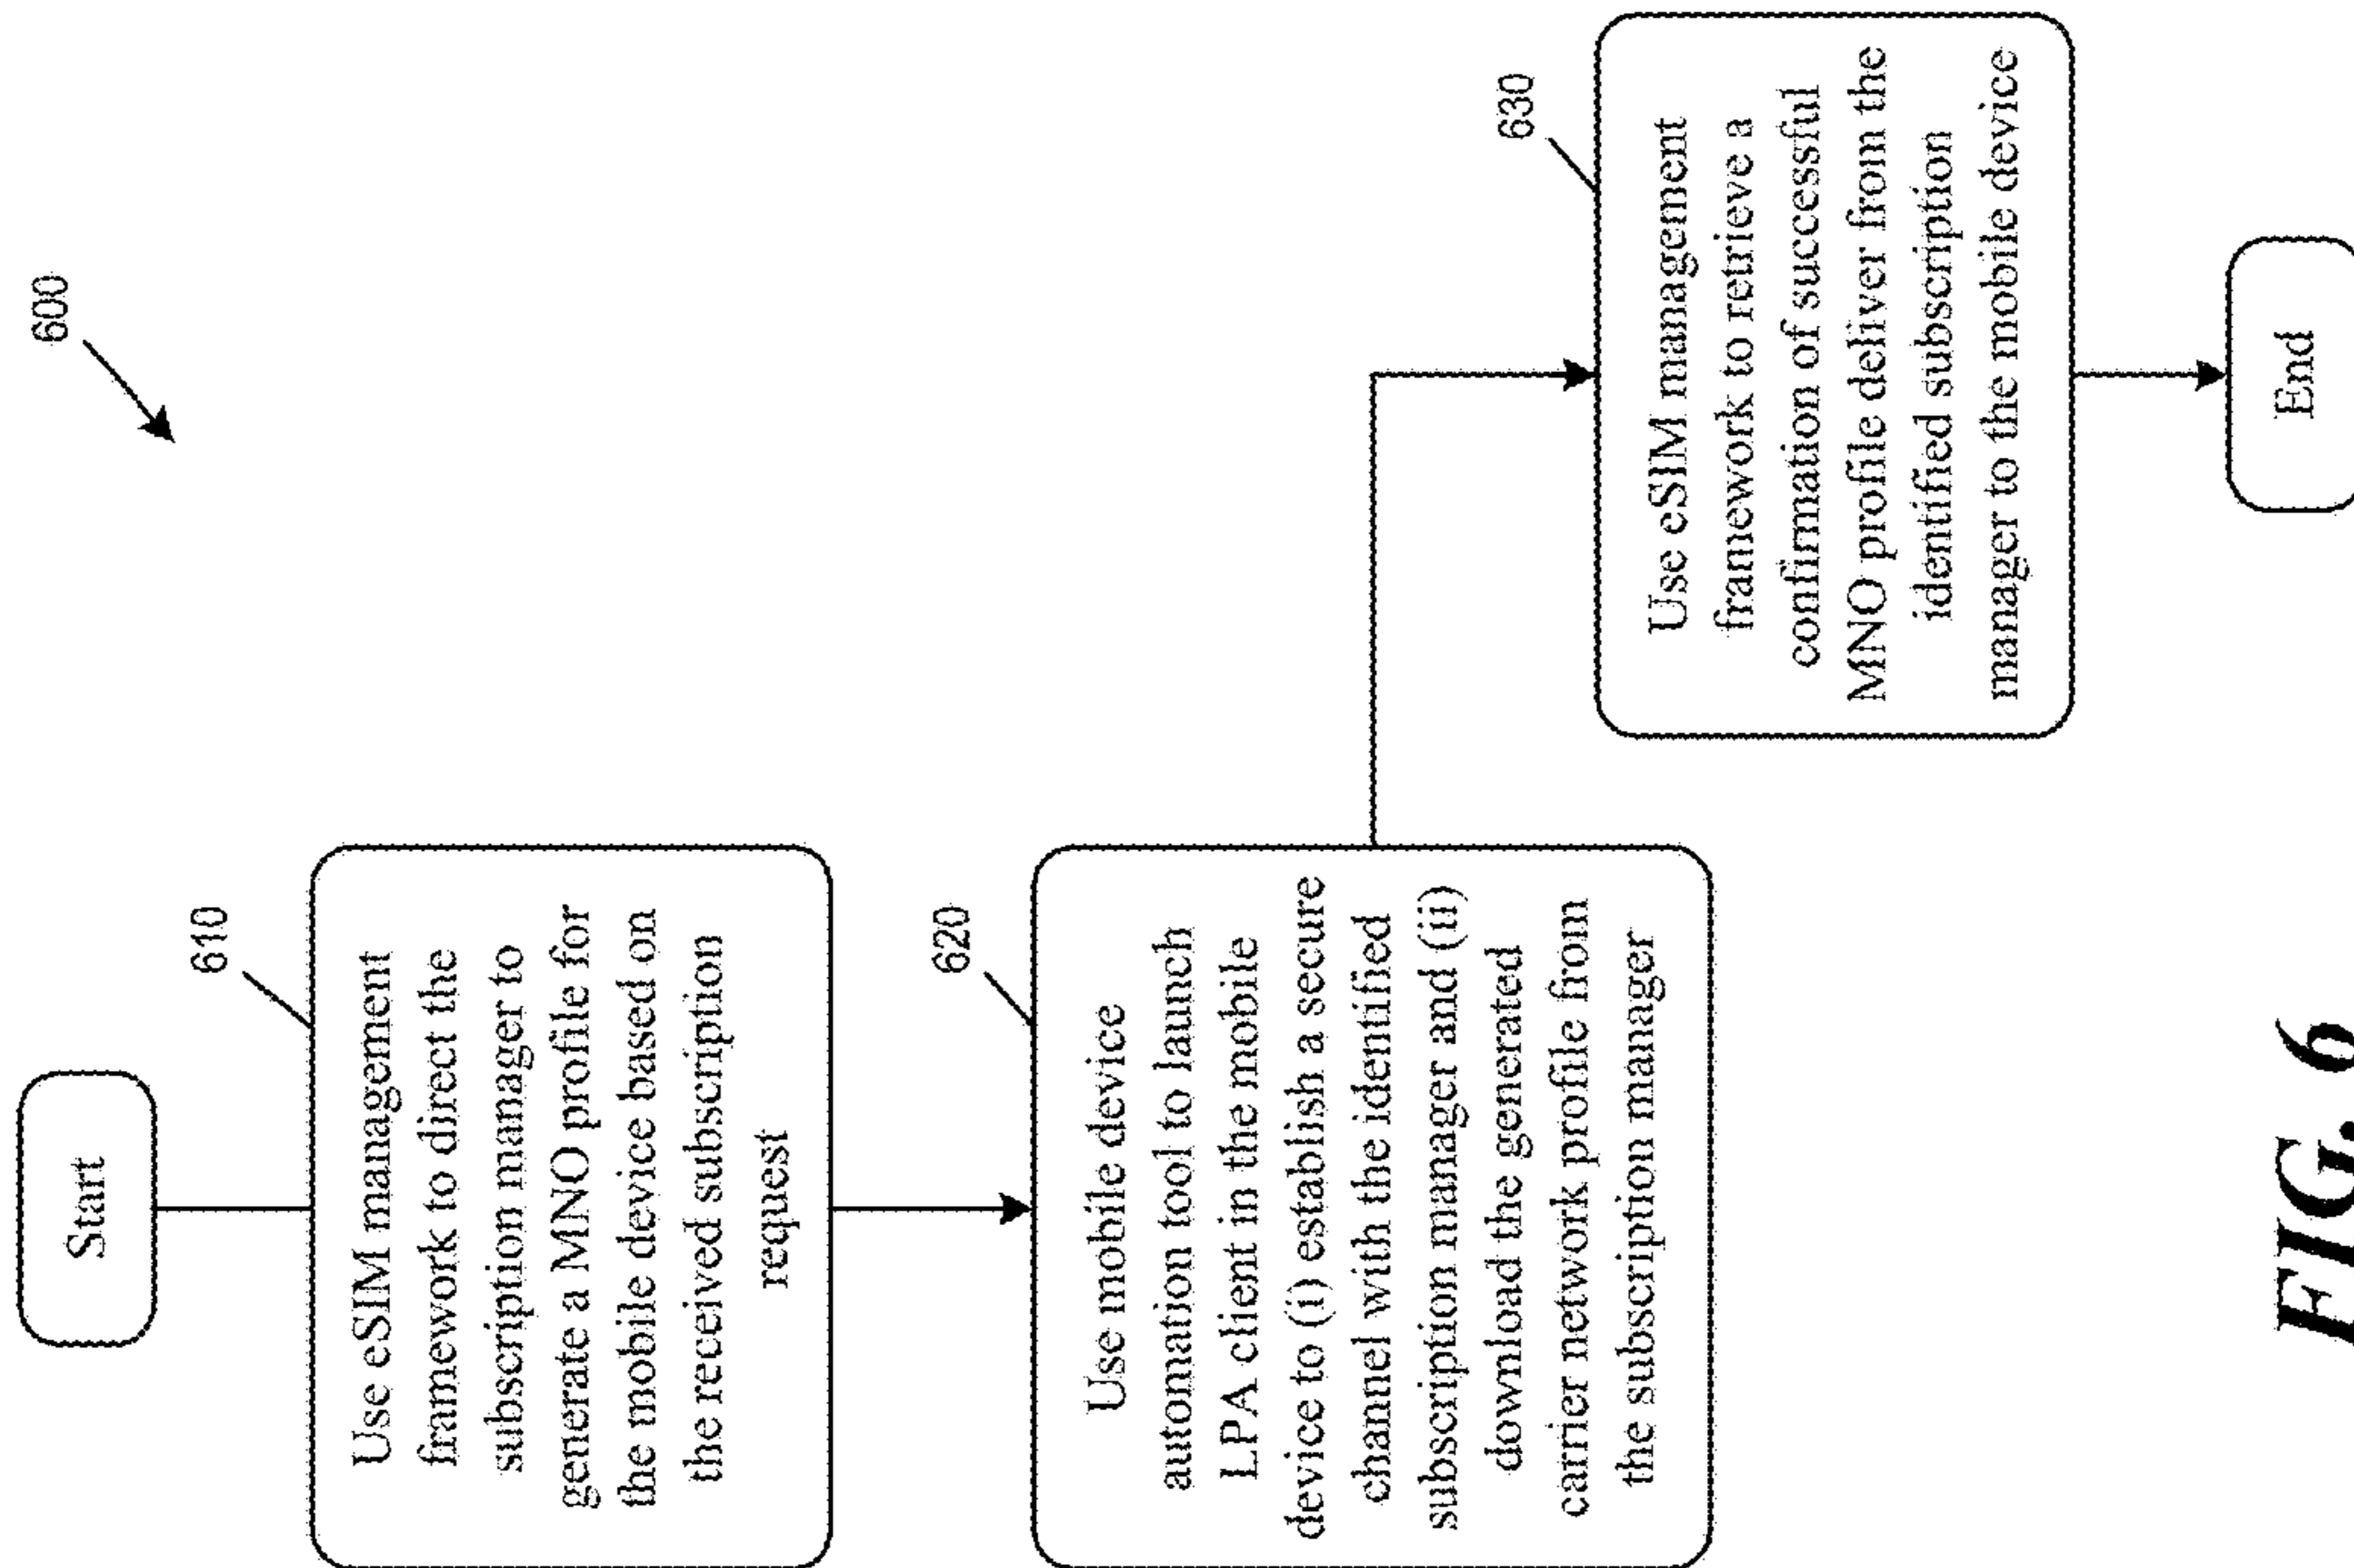 600
Start
610
Use eSIM management
framework to direct the
subscription manager to
generate a MNO profile for
the mobile device based on
the received subscription
request
620
Use mobile device
automation tool to launch
LPA client in the mobile
device to (i) establish a secure
channel with the identified
subscription manager and (ii)
download the generated
carrier network profile from
the subscription manager
630
Use eSIM management
framework to retrieve a
confirmation of successful
MNO profile deliver from the
identified subscription
manager to the mobile device
End
FIG. 6